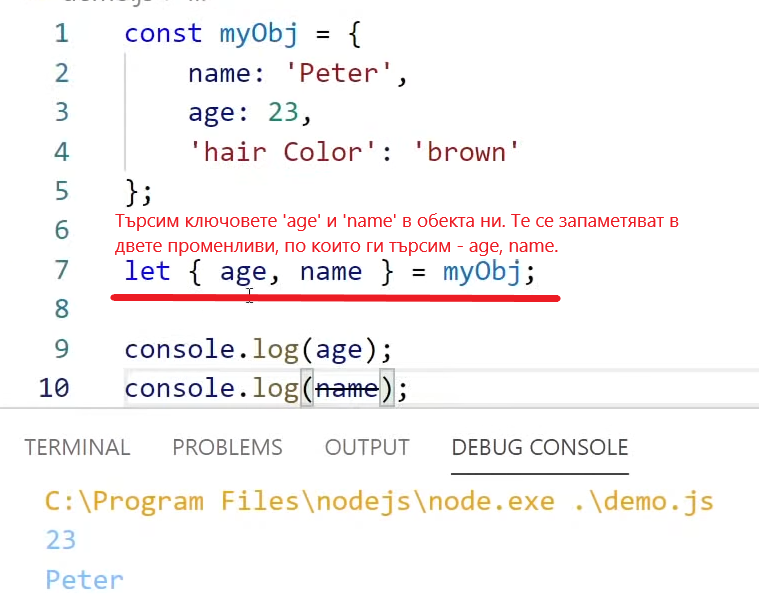 1 const myObj = {
2 name: 'Peter',
3 age: 23,
4 'hair Color': 'brown'
5 };
6
Търсим ключовете 'age' и 'name' в обекта ни. Те се запаметяват в
двете променливи, по които ги търсим - age, name.
7 let { age, name } = myObj;
8
9 console.log(age);
10 console.log(name);
TERMINAL PROBLEMS OUTPUT DEBUG CONSOLE
C:\Program Files\nodejs\node.exe .\demo.js
23
Peter